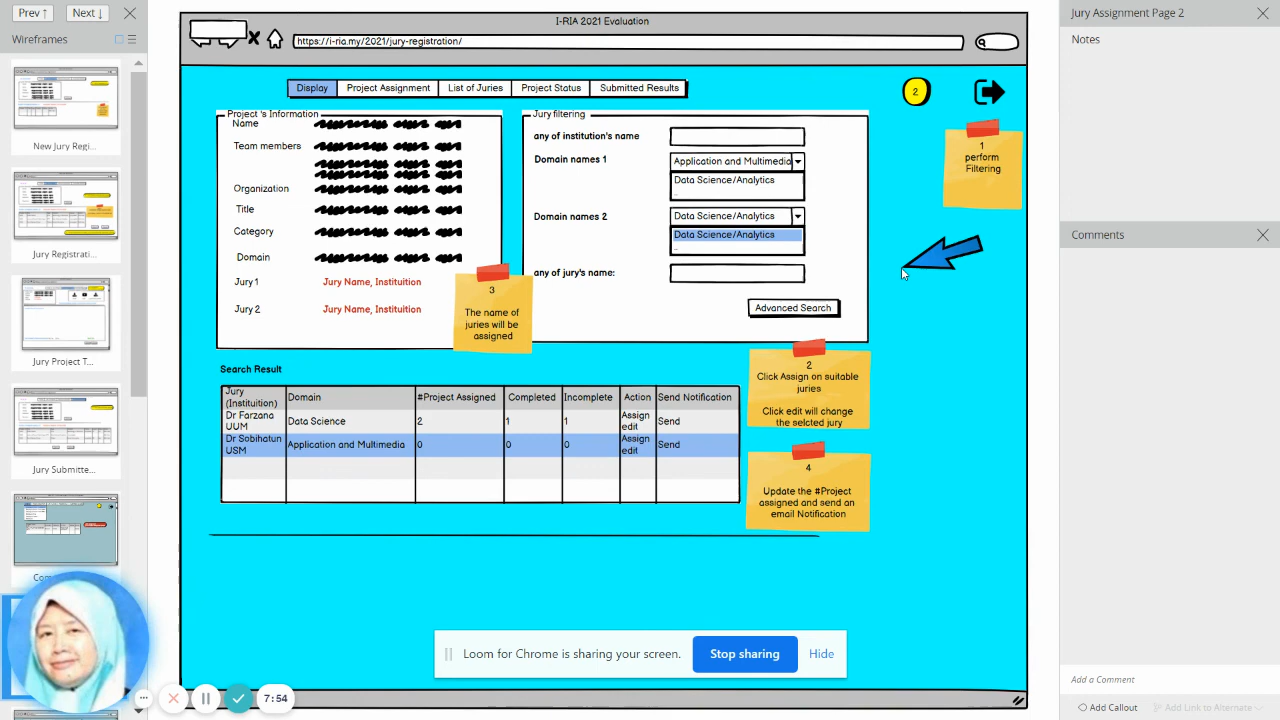 Prev ↑
Next ↓
Wireframes
New Jury Regi...
Jury Registrati...
Jury Project T...
Jury Submitte...
I-RIA 2021 Evaluation
https://i-ria.my/2021/jury-registration/
Display
Project Assignment
List of Juries
Project Status
Submitted Results
2
Project 's Information
Name
Team members
Organization
Title
Category
Domain
Jury 1
Jury Name, Instituition
Jury 2
Jury Name, Instituition
Jury filtering
any of institution's name
Domain names 1
Application and Multimedia
Data Science/Analytics
Domain names 2
Data Science/Analytics
Data Science/Analytics
any of jury's name:
Advanced Search
1
perform
Filtering
3
The name of
juries will be
assigned
2
Click Assign on suitable
juries
Click edit will change
the selcted jury
4
Update the #Project
assigned and send an
email Notification
Search Result
Jury
(Instituition)
Domain
#Project Assigned
Completed
Incomplete
Action
Send Notification
Dr Farzana
UUM
Data Science
2
1
1
Assign
edit
Send
Dr Sobihatun
USM
Application and Multimedia
0
0
0
Assign
edit
Send
Loom for Chrome is sharing your screen.
Stop sharing
Hide
7:54
Jury Assignment Page 2
Notes
Comments
Add a Comment
Add Callout
Add Link to Alternate